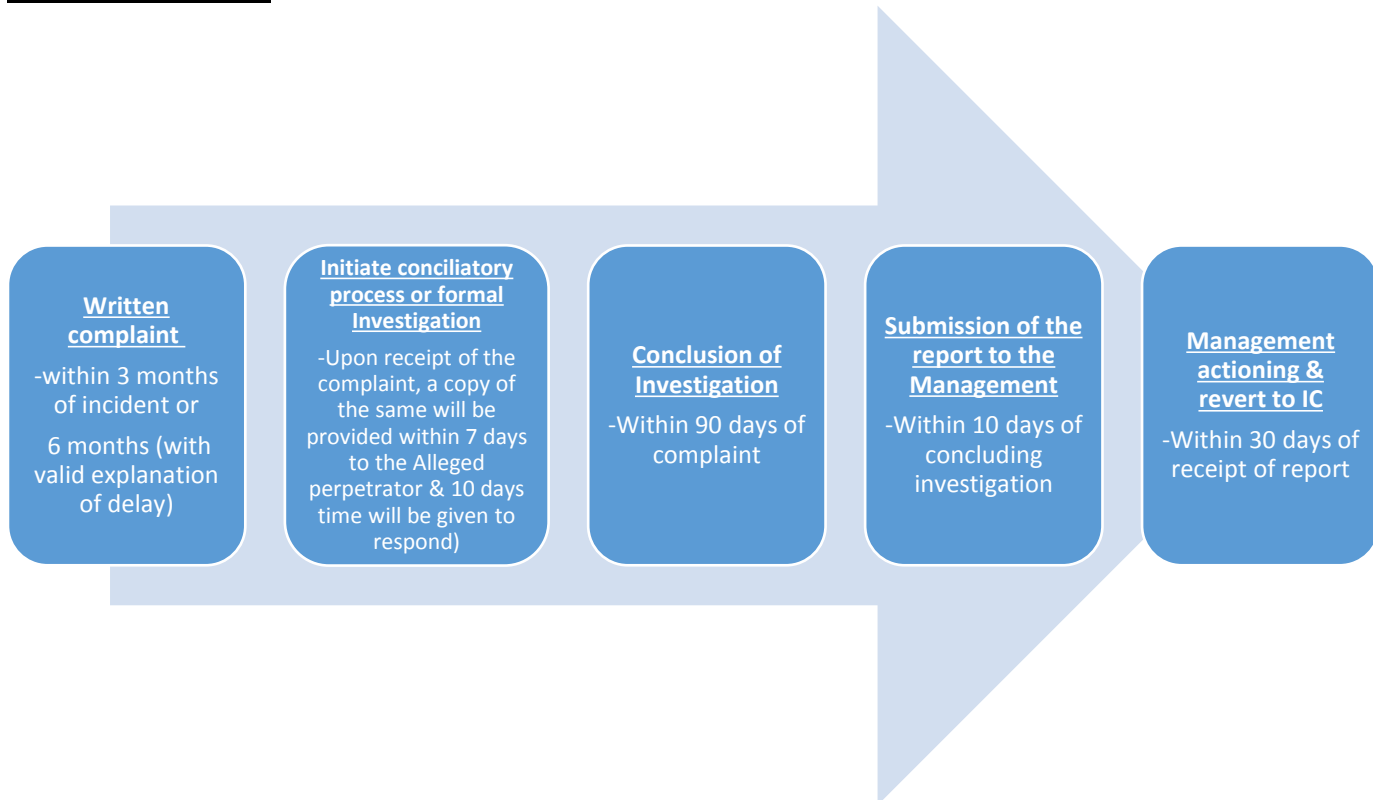 Written
complaint
-within 3 months
of incident or
6 months (with
valid explanation
of delay)
Initiate conciliatory
process or formal
Investigation
-Upon receipt of the
complaint, a copy of
the same will be
provided within 7 days
to the Alleged
perpetrator & 10 days
time will be given to
respond)
Conclusion of
Investigation
-Within 90 days of
complaint
Submission of the
report to the
Management
-Within 10 days of
concluding
investigation
Management
actioning &
revert to IC
-Within 30 days of
receipt of report